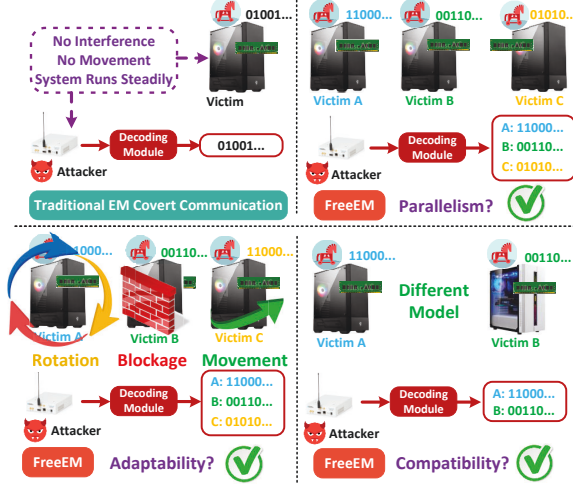 No Interference
No Movement
System Runs Steadily
01001...
Victim
Attacker
Decoding
Module
01001...
Traditional EM Covert Communication
11000...
00110...
01010...
Victim A
Victim B
Victim C
Attacker
Decoding
Module
A: 11000...
B: 00110...
C: 01010...
FreeEM
Parallelism?
1000...
00110...
11000...
Victim A
Victim B
Victim C
Rotation
Blockage
Movement
Attacker
Decoding
Module
A: 11000...
B: 00110...
C: 01010...
FreeEM
Adaptability?
11000...
00110...
Different
Model
Victim A
Victim B
Attacker
Decoding
Module
A: 11000...
B: 00110...
FreeEM
Compatibility?